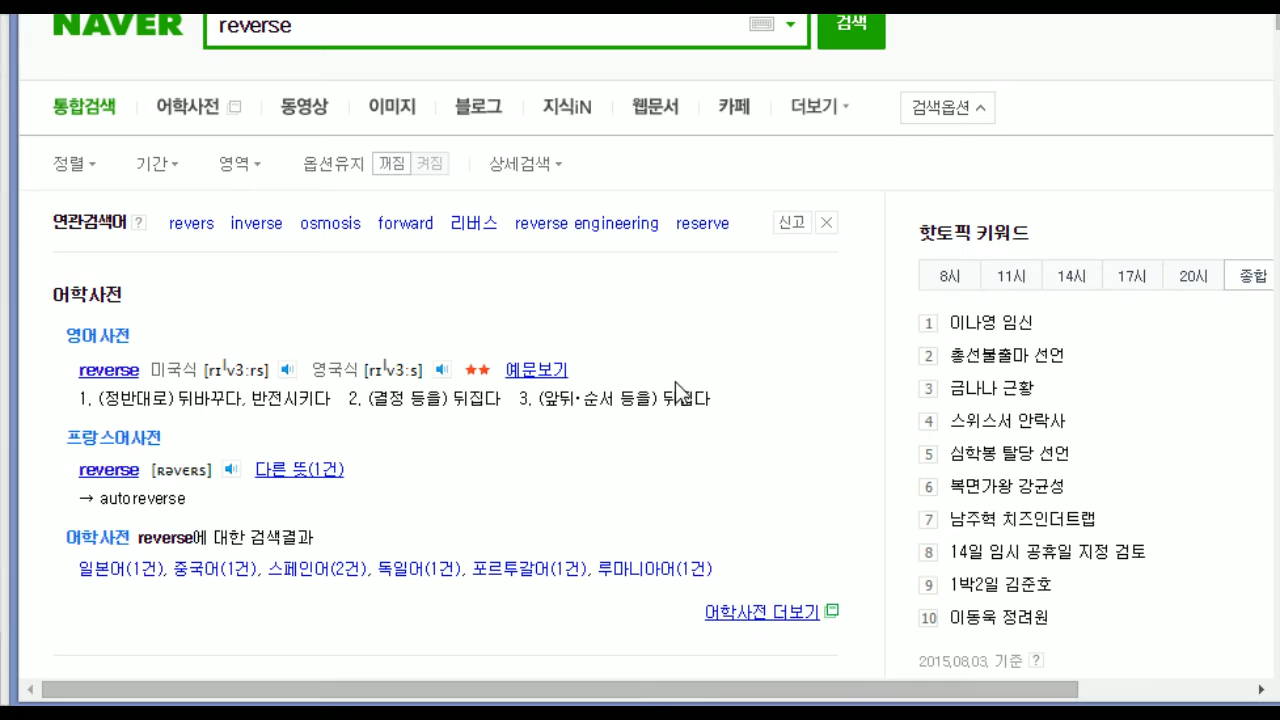 NAVER reverse 검색
통합검색 어학사전 동영상 이미지 블로그 지식iN 웹문서 카페 더보기 검색옵션
정렬 기간 영역 옵션유지 꺼짐 켜짐 상세검색
연관검색어 ? revers inverse osmosis forward 리버스 reverse engineering reserve 신고
어학사전
영어사전
reverse 미국식 [rɪ|vɜ:rs] 영국식 [rɪ|vɜ:s] ★★ 예문보기
1. (정반대로) 뒤바꾸다, 반전시키다 2. (결정 등을) 뒤집다 3. (앞뒤·순서 등을) 뒤집다
프랑스어사전
reverse [ʀəvɛʀs] 다른 뜻(1건)
→ autoreverse
어학사전 reverse에 대한 검색결과
일본어(1건), 중국어(1건), 스페인어(2건), 독일어(1건), 포르투갈어(1건), 루마니아어(1건)
어학사전 더보기
핫토픽 키워드
8시 11시 14시 17시 20시 종합
1 이나영 임신
2 총선불출마 선언
3 금나나 근황
4 스위스서 안락사
5 심학봉 탈당 선언
6 복면가왕 강균성
7 남주혁 치즈인더트랩
8 14일 임시 공휴일 지정 검토
9 1박2일 김준호
10 이동욱 정려원
2015.08.03. 기준 ?